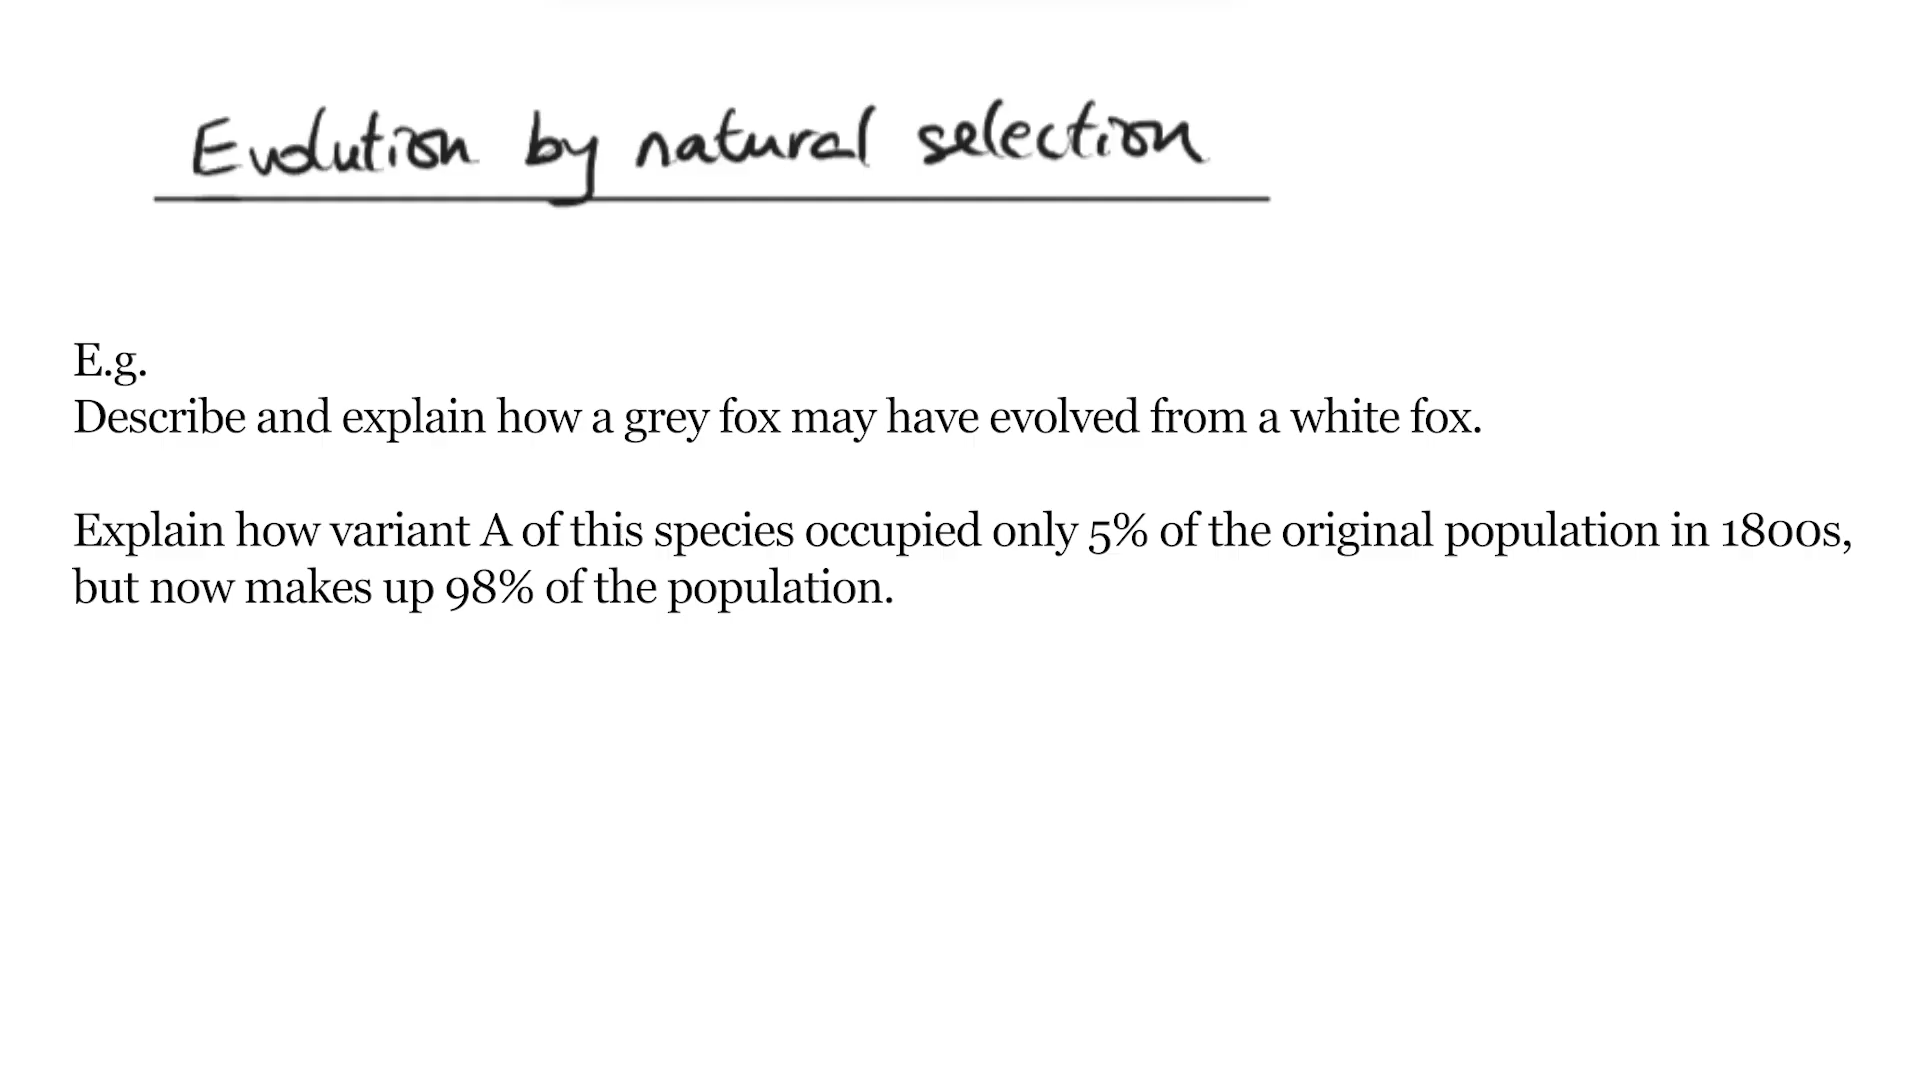 Evolution by natural selection
E.g.
Describe and explain how a grey fox may have evolved from a white fox.
Explain how variant A of this species occupied only 5% of the original population in 1800s,
but now makes up 98% of the population.